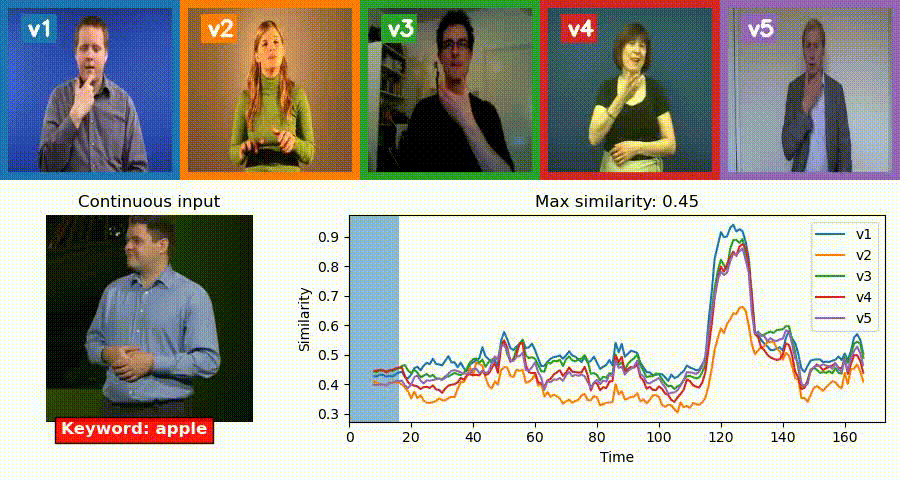 v1
v2
v3
v4
v5
Continuous input
Keyword: apple
Max similarity: 0.45
Similarity
0.9
0.8
0.7
0.6
0.5
0.4
0.3
0 20 40 60 80 100 120 140 160
Time
v1
v2
v3
v4
v5